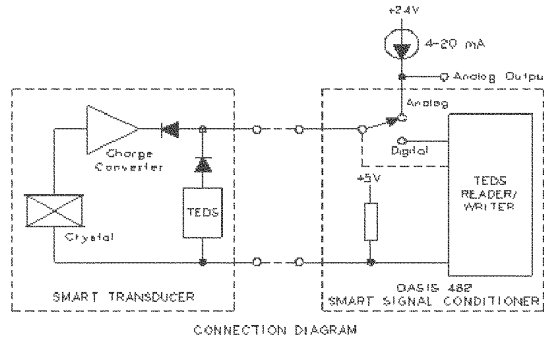 +24V
4-20 mA
Analog Output
Analog
Digital
Charge
Converter
+5V
TEDS
READER/
WRITER
TEDS
Crystal
SMART TRANSDUCER
OASIS 482
SMART SIGNAL CONDITIONER
CONNECTION DIAGRAM